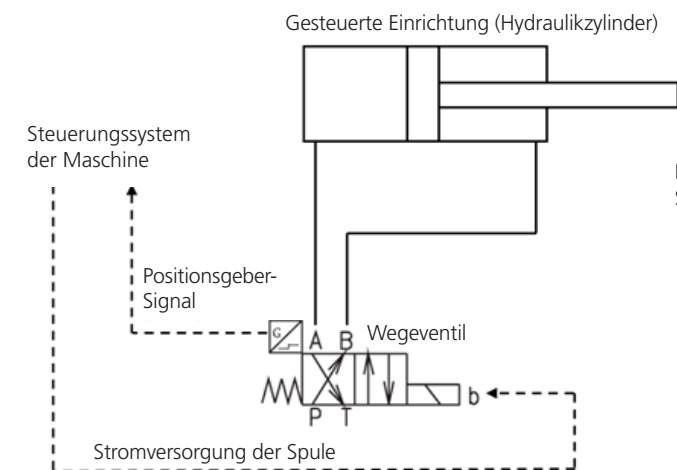 Gesteuerte Einrichtung (Hydraulikzylinder)
Steuerungssystem
der Maschine
Positionsgeber-
Signal
G
A B
Wegeventil
b
P T
Stromversorgung der Spule